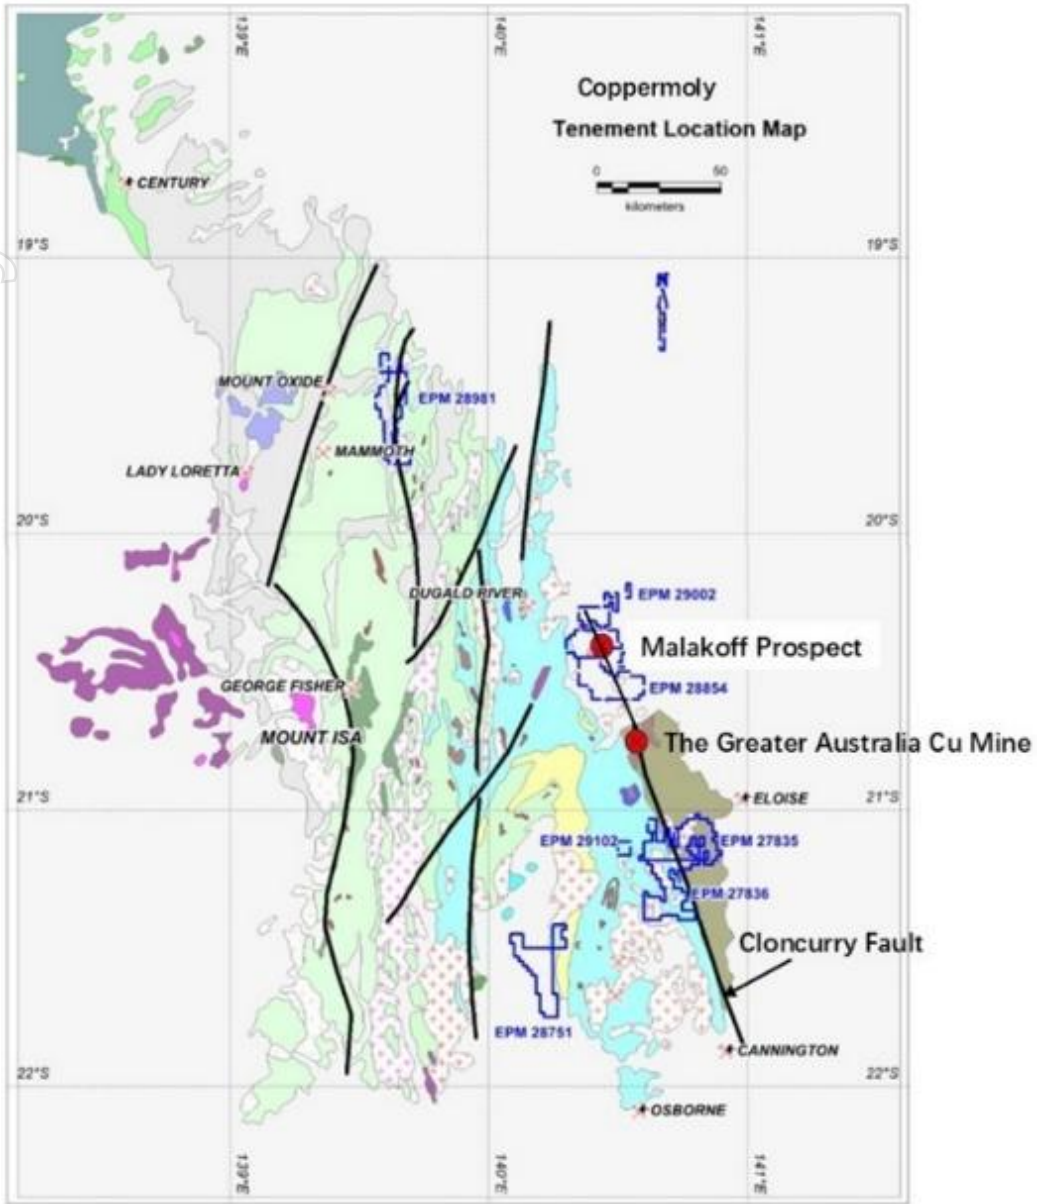 139°E
140°E
141°E
Coppermoly
Tenement Location Map
0 50
kilometers
CENTURY
19°S 19°S
MOUNT OXIDE
EPM 28981
MAMMOTH
LADY LORETTA
20°S 20°S
DUGALD RIVER
EPM 29002
Malakoff Prospect
GEORGE FISHER
EPM 28854
MOUNT ISA
The Greater Australia Cu Mine
ELOISE
21°S 21°S
EPM 29102
EPM 27835
EPM 27836
Cloncurry Fault
EPM 28751
CANNINGTON
22°S 22°S
OSBORNE
139°E
140°E
141°E